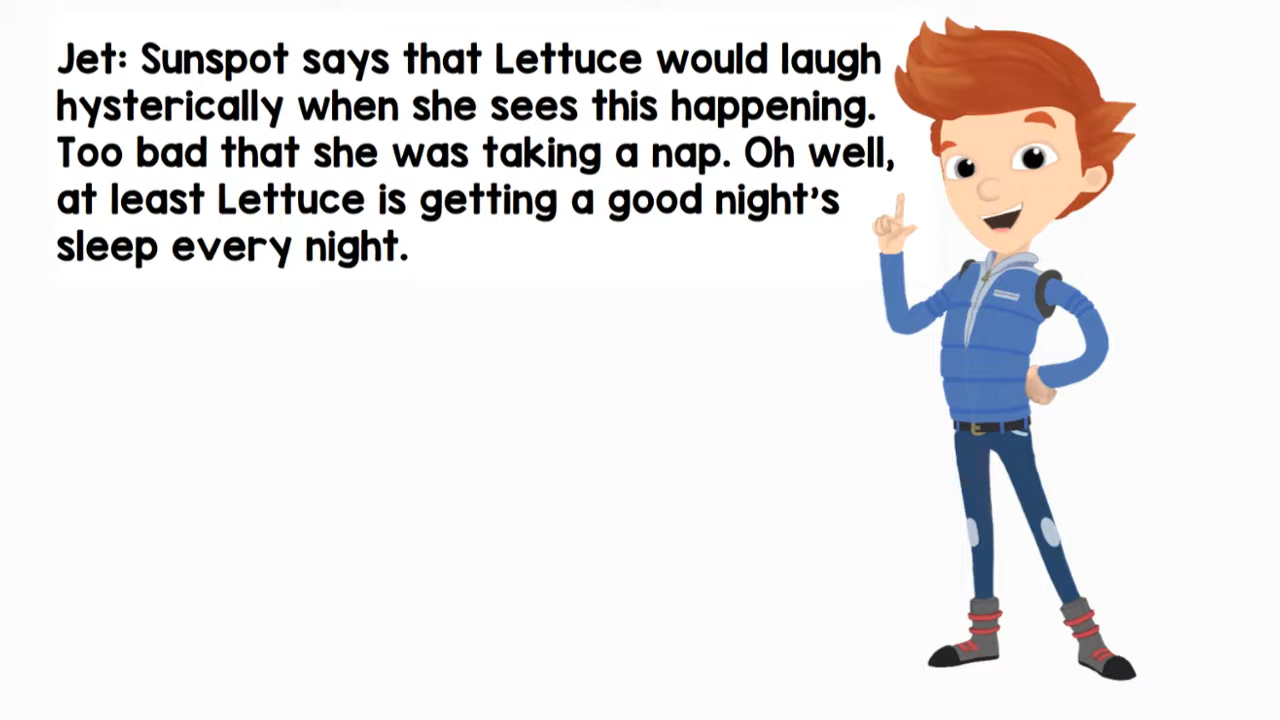 Jet: Sunspot says that Lettuce would laugh
hysterically when she sees this happening.
Too bad that she was taking a nap. Oh well,
at least Lettuce is getting a good night's
sleep every night.